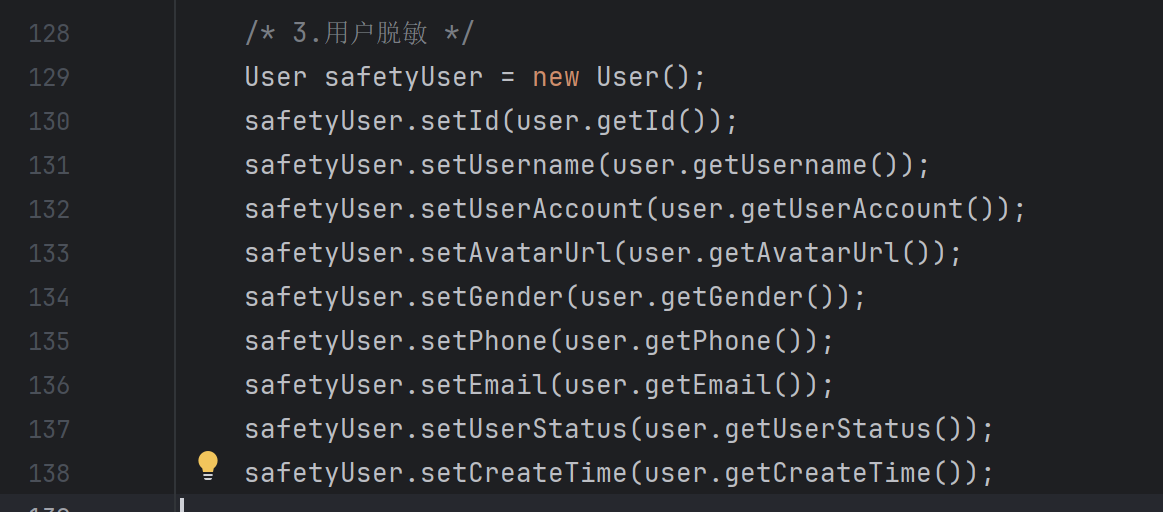 128 /* 3.用户脱敏 */
129 User safetyUser = new User();
130 safetyUser.setId(user.getId());
131 safetyUser.setUsername(user.getUsername());
132 safetyUser.setUserAccount(user.getUserAccount());
133 safetyUser.setAvatarUrl(user.getAvatarUrl());
134 safetyUser.setGender(user.getGender());
135 safetyUser.setPhone(user.getPhone());
136 safetyUser.setEmail(user.getEmail());
137 safetyUser.setUserStatus(user.getUserStatus());
138 safetyUser.setCreateTime(user.getCreateTime());